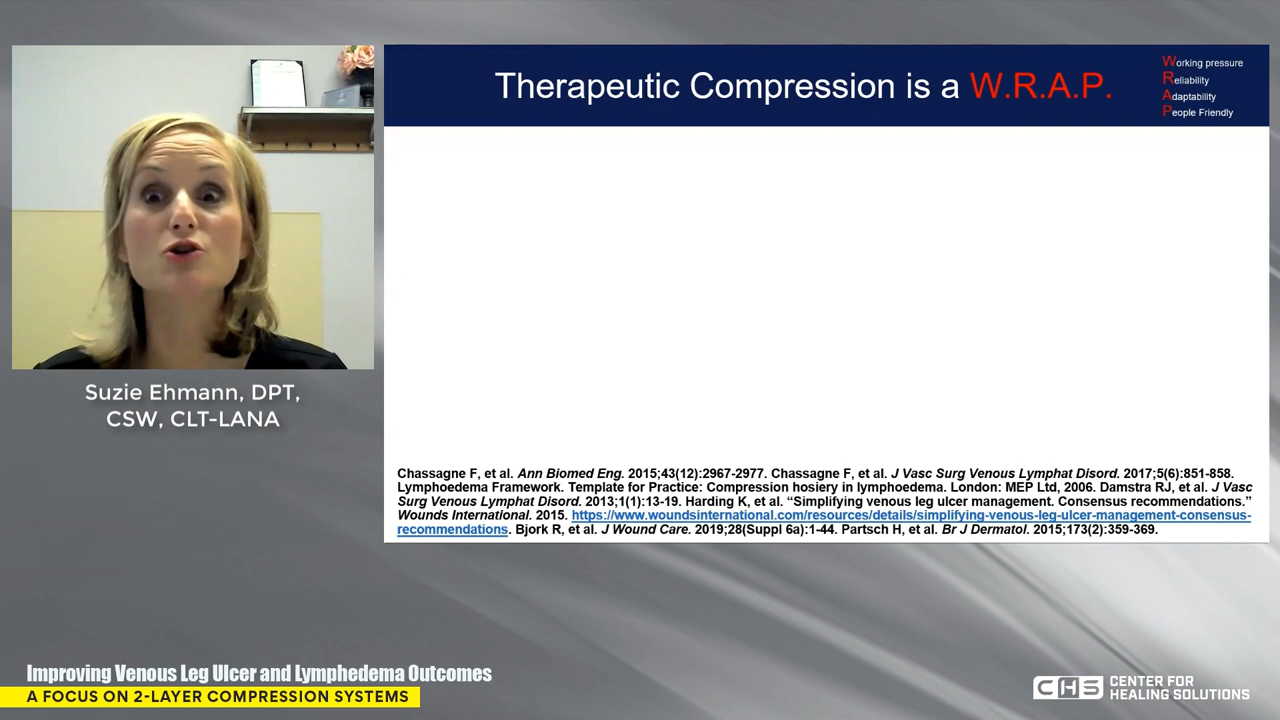 Therapeutic Compression is a W.R.A.P.
Working pressure
Reliability
Adaptability
People Friendly
Suzie Ehmann, DPT,
CSW, CLT-LANA
Chassagne F, et al. Ann Biomed Eng. 2015;43(12):2967-2977. Chassagne F, et al. J Vasc Surg Venous Lymphat Disord. 2017;5(6):851-858.
Lymphoedema Framework. Template for Practice: Compression hosiery in lymphoedema. London: MEP Ltd, 2006. Damstra RJ, et al. J Vasc
Surg Venous Lymphat Disord. 2013;1(1):13-19. Harding K, et al. “Simplifying venous leg ulcer management. Consensus recommendations.”
Wounds International. 2015. https://www.woundsinternational.com/resources/details/simplifying-venous-leg-ulcer-management-consensus-
recommendations. Bjork R, et al. J Wound Care. 2019;28(Suppl 6a):1-44. Partsch H, et al. Br J Dermatol. 2015;173(2):359-369.
Improving Venous Leg Ulcer and Lymphedema Outcomes
A FOCUS ON 2-LAYER COMPRESSION SYSTEMS
CHS CENTER FOR
HEALING SOLUTIONS